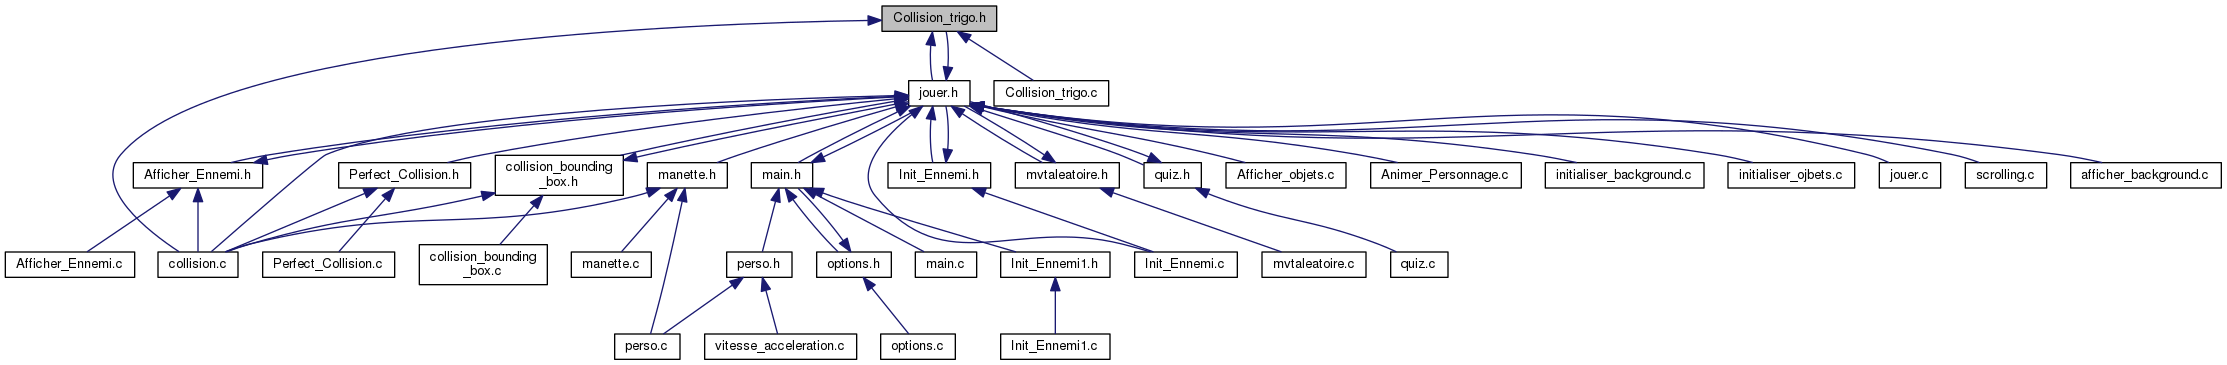 Collision_trigo.h
jouer.h
Collision_trigo.c
Afficher_Ennemi.h
Perfect_Collision.h
collision_bounding
_box.h
manette.h
main.h
Init_Ennemi.h
mvtaleatoire.h
quiz.h
Afficher_objets.c
Animer_Personnage.c
initialiser_background.c
initialiser_ojbets.c
jouer.c
scrolling.c
afficher_background.c
Afficher_Ennemi.c
collision.c
Perfect_Collision.c
collision_bounding
_box.c
manette.c
perso.h
options.h
main.c
Init_Ennemi1.h
Init_Ennemi.c
mvtaleatoire.c
quiz.c
perso.c
vitesse_acceleration.c
options.c
Init_Ennemi1.c